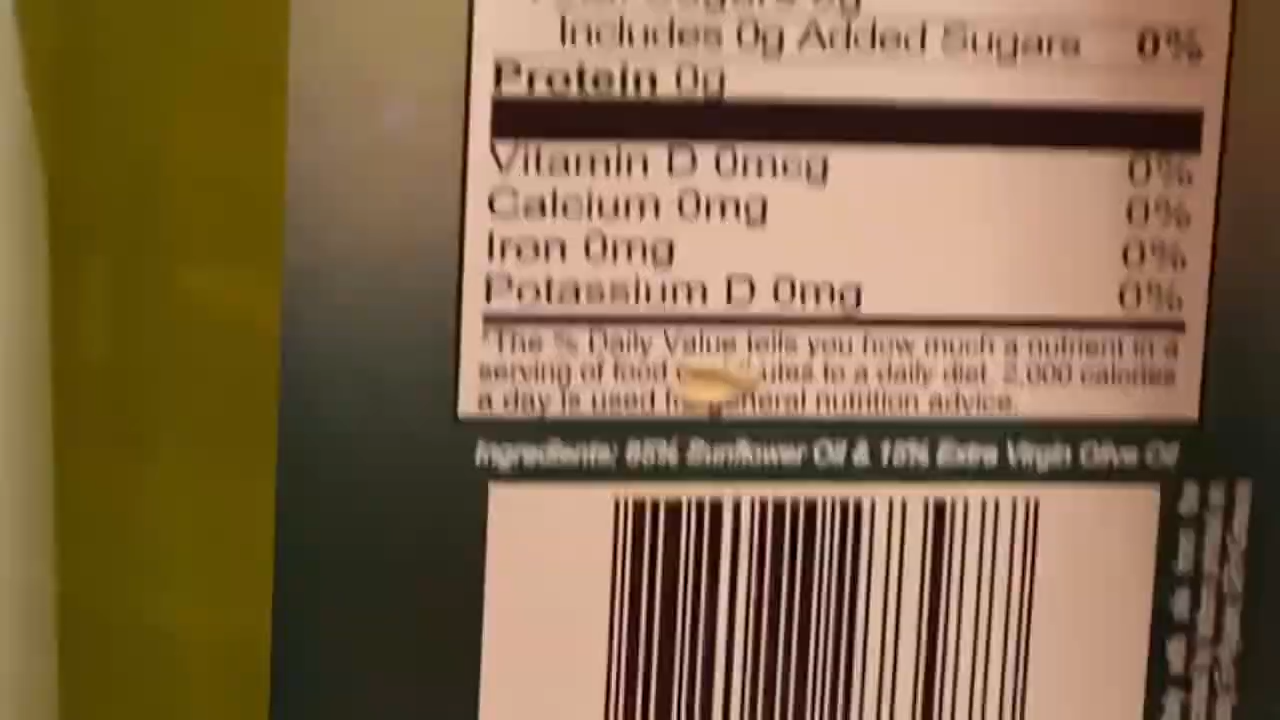 Includes 0g Added Sugars 0%
Protein 0g
Vitamin D 0mcg 0%
Calcium 0mg 0%
Iron 0mg 0%
Potassium D 0mg 0%
*The % Daily Value tells you how much a nutrient in a
serving of food to a daily diet. 2,000 calories
a day is used nutrition advice.
Ingredients: Sunflower Oil & Extra Virgin Olive Oil